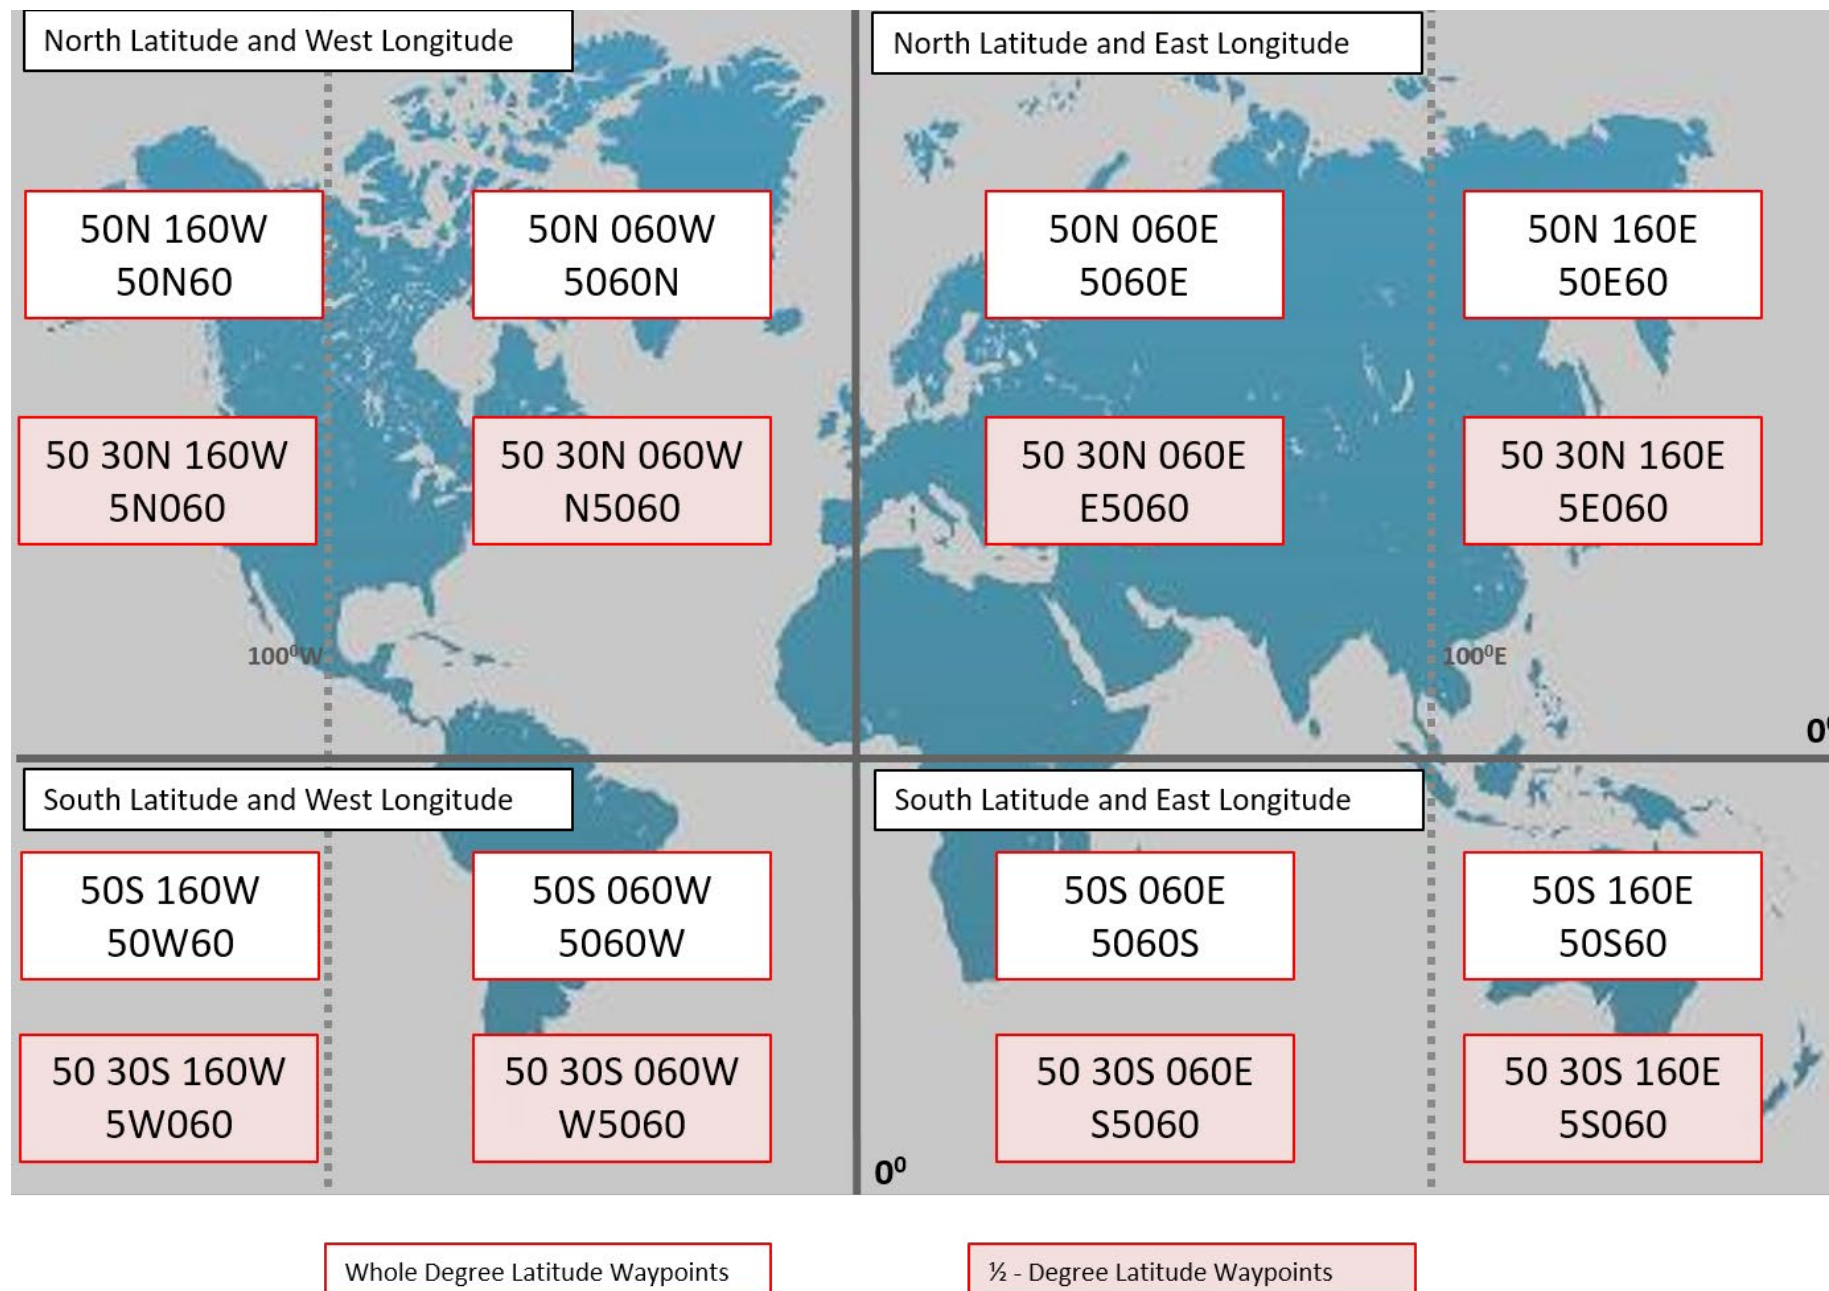 North Latitude and West Longitude
North Latitude and East Longitude
50N 160W
50N60
50N 060W
5060N
50N 060E
5060E
50N 160E
50E60
50 30N 160W
5N060
50 30N 060W
N5060
50 30N 060E
E5060
50 30N 160E
5E060
100⁰W
100⁰E
0⁰
South Latitude and West Longitude
South Latitude and East Longitude
50S 160W
50W60
50S 060W
5060W
50S 060E
5060S
50S 160E
50S60
50 30S 160W
5W060
50 30S 060W
W5060
50 30S 060E
S5060
50 30S 160E
5S060
0⁰
Whole Degree Latitude Waypoints
½ - Degree Latitude Waypoints